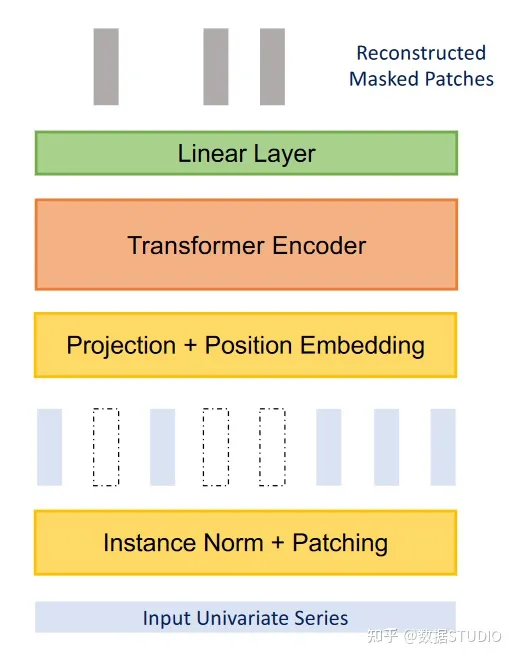 Reconstructed
Masked Patches
Linear Layer
Transformer Encoder
Projection + Position Embedding
Instance Norm + Patching
Input Univariate Series
知乎 @数据STUDIO